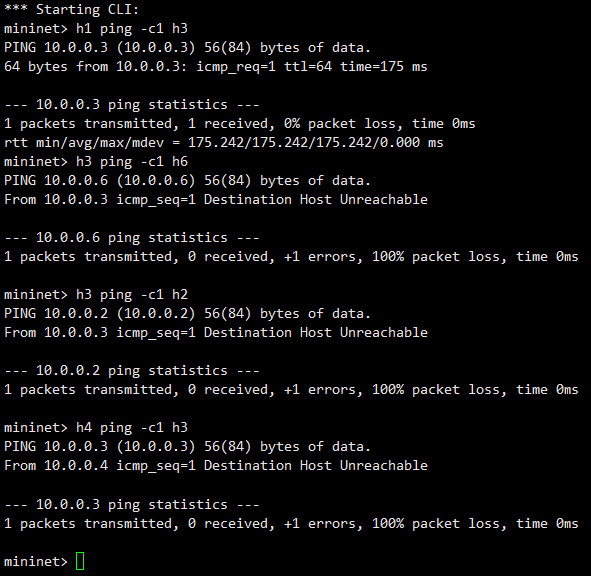 *** Starting CLI:
mininet> h1 ping -c1 h3
PING 10.0.0.3 (10.0.0.3) 56(84) bytes of data.
64 bytes from 10.0.0.3: icmp_req=1 ttl=64 time=175 ms

--- 10.0.0.3 ping statistics ---
1 packets transmitted, 1 received, 0% packet loss, time 0ms
rtt min/avg/max/mdev = 175.242/175.242/175.242/0.000 ms
mininet> h3 ping -c1 h6
PING 10.0.0.6 (10.0.0.6) 56(84) bytes of data.
From 10.0.0.3 icmp_seq=1 Destination Host Unreachable

--- 10.0.0.6 ping statistics ---
1 packets transmitted, 0 received, +1 errors, 100% packet loss, time 0ms

mininet> h3 ping -c1 h2
PING 10.0.0.2 (10.0.0.2) 56(84) bytes of data.
From 10.0.0.3 icmp_seq=1 Destination Host Unreachable

--- 10.0.0.2 ping statistics ---
1 packets transmitted, 0 received, +1 errors, 100% packet loss, time 0ms

mininet> h4 ping -c1 h3
PING 10.0.0.3 (10.0.0.3) 56(84) bytes of data.
From 10.0.0.4 icmp_seq=1 Destination Host Unreachable

--- 10.0.0.3 ping statistics ---
1 packets transmitted, 0 received, +1 errors, 100% packet loss, time 0ms

mininet>